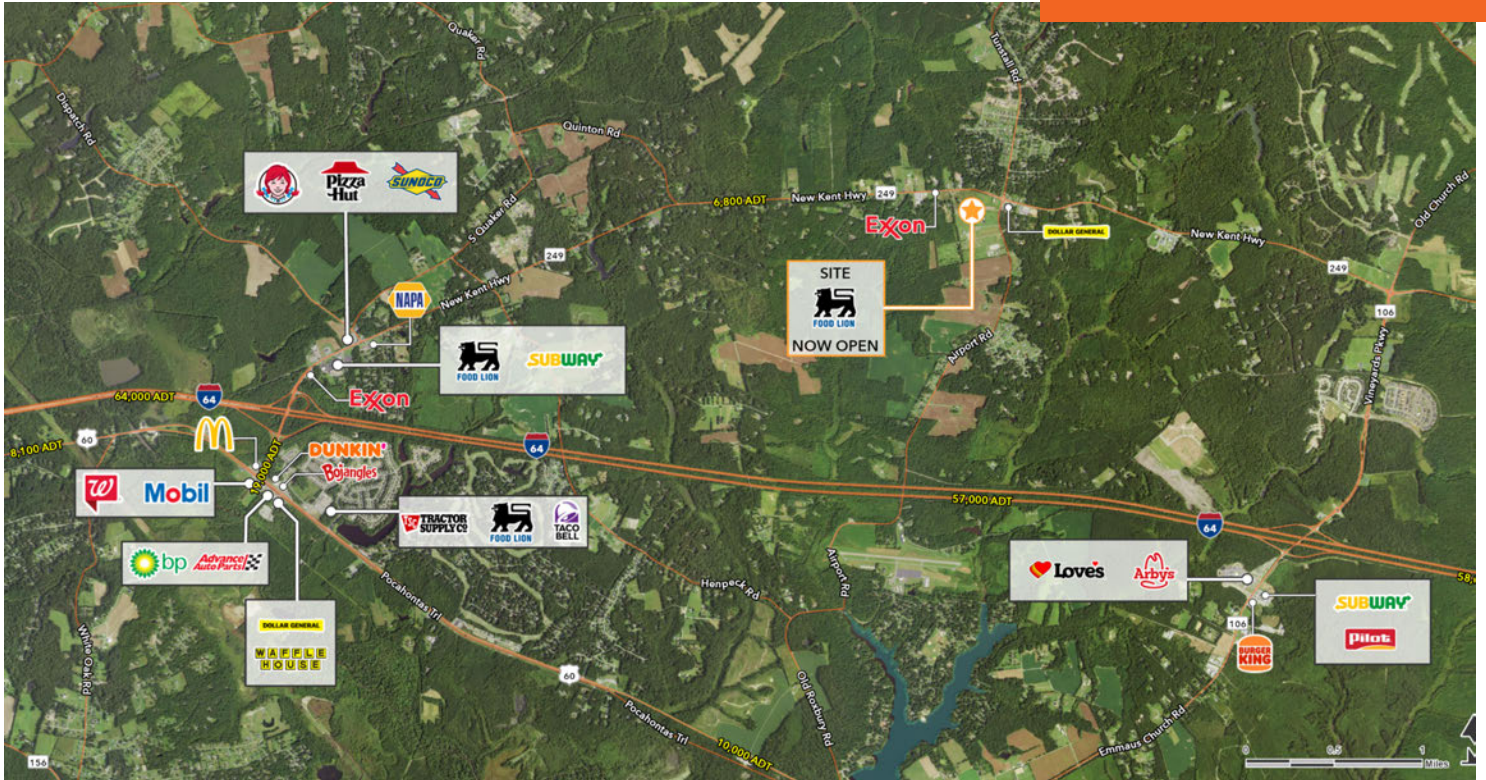 Quaker Rd
Tunstall Rd
Dispatch Rd
Quinton Rd
Old Church Rd
Pizza
Hut
SUNOCO
S Quaker Rd
6,800 ADT
New Kent Hwy
249
Exxon
DOLLAR GENERAL
New Kent Hwy
249
249
SITE
FOOD LION
NOW OPEN
New Kent Hwy
NAPA
106
Airport Rd
Vineyards Pkwy
FOOD LION
SUBWAY
Exxon
64,000 ADT
64
8,100 ADT
60
19,000 ADT
DUNKIN'
Bojangles
64
57,000 ADT
64
W
Mobil
TSC TRACTOR
SUPPLY CO
FOOD LION
TACO
BELL
bp
Advance
Auto Parts
Pocahontas Trl
Henpeck Rd
Airport Rd
Love's
Arby's
58,
SUBWAY
Pilot
106
BURGER
KING
DOLLAR GENERAL
WAFFLE
HOUSE
White Oak Rd
60
Old Roxbury Rd
Pocahontas Trl
10,000 ADT
Emmaus Church Rd
156
0 0.5 1
Miles